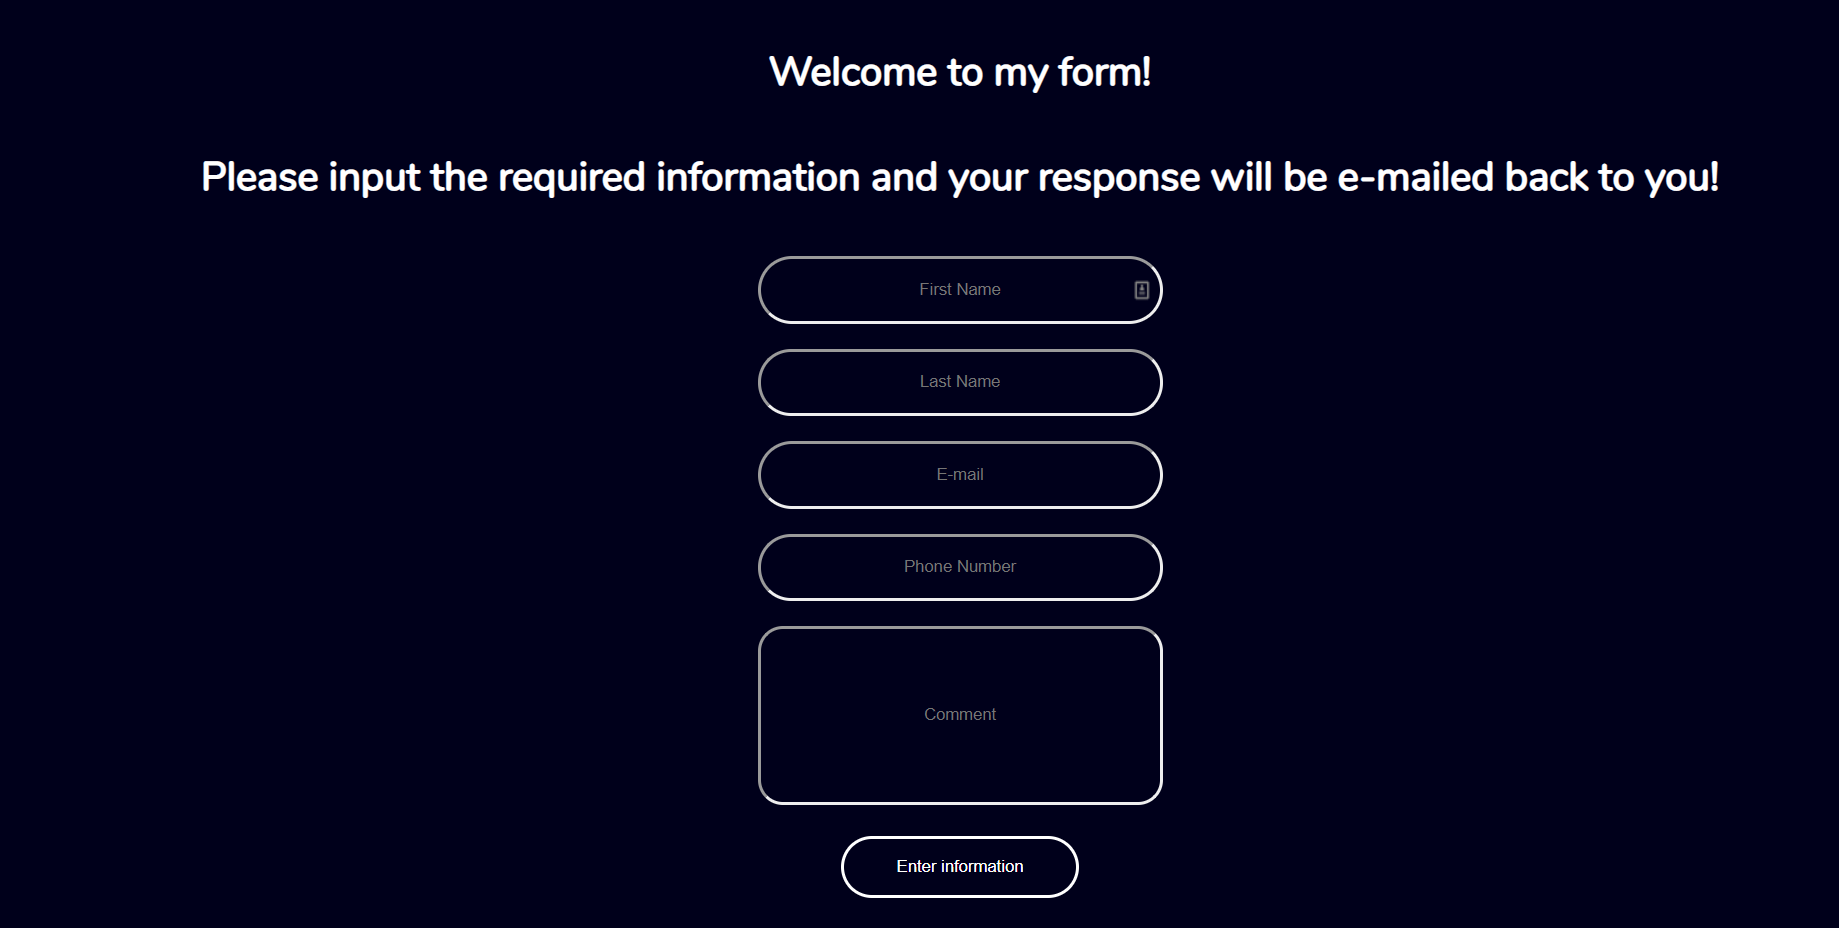 Welcome to my form!
Please input the required information and your response will be e-mailed back to you!
First Name
Last Name
E-mail
Phone Number
Comment
Enter information